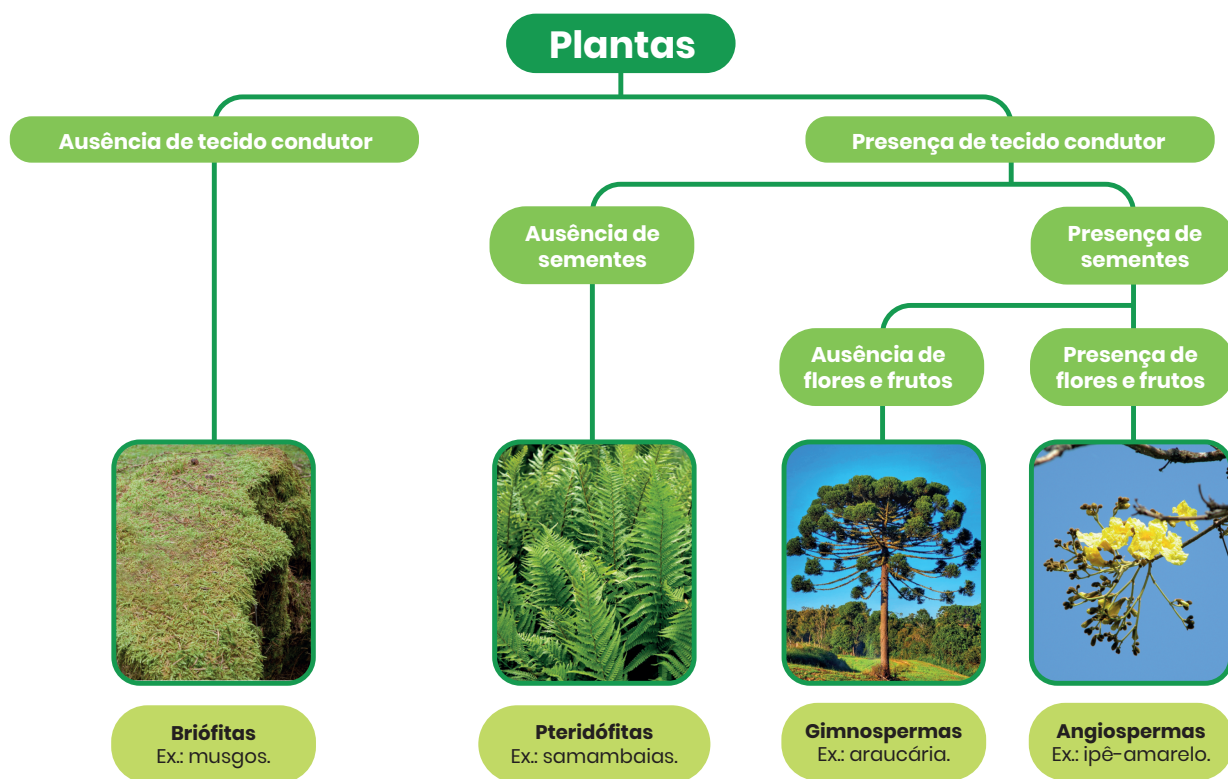 Plantas
Ausência de tecido condutor
Presença de tecido condutor
Ausência de
sementes
Presença de
sementes
Ausência de
flores e frutos
Presença de
flores e frutos
Briófitas
Ex.: musgos.
Pteridófitas
Ex.: samambaias.
Gimnospermas
Ex.: araucária.
Angiospermas
Ex.: ipê-amarelo.